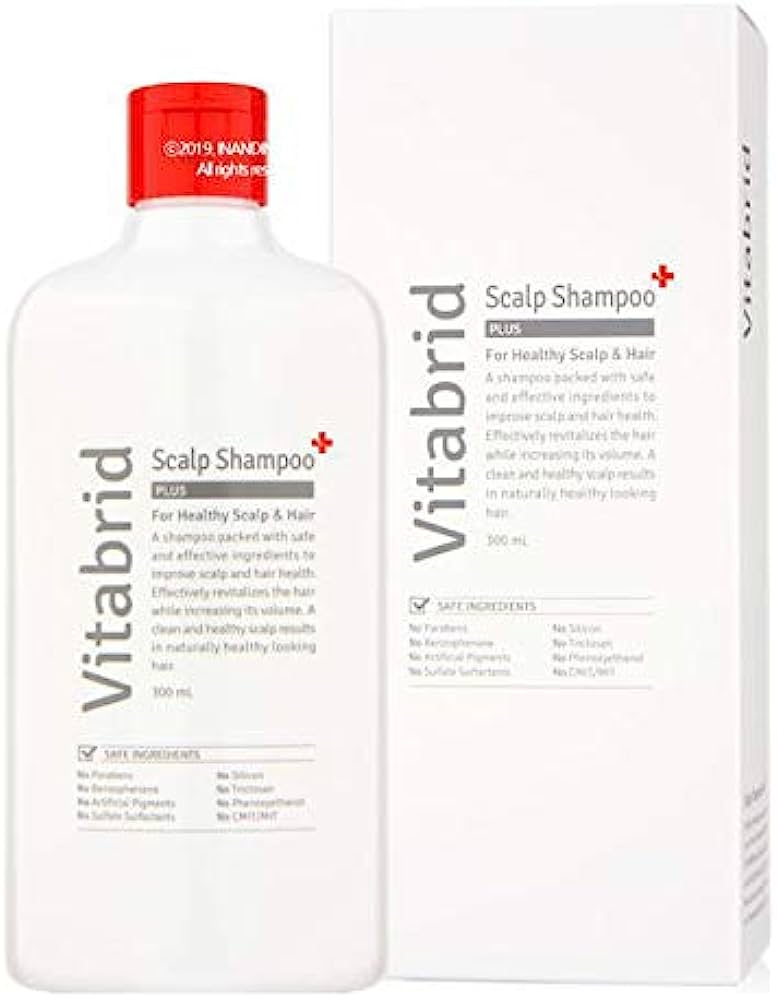 ©2019. INANDIN
All rights res
Vitabrid
Scalp Shampoo
PLUS
For Healthy Scalp & Hair
A shampoo packed with safe
and effective ingredients to
improve scalp and hair health.
Effectively revitalizes the hair
while increasing its volume. A
clean and healthy scalp results
in naturally healthy looking
hair.
300 mL
SAFE INGREDIENTS
No Parabens
No Benzophenone
No Artificial Pigments
No Sulfate Surfactants
No Silicon
No Triclosan
No Phenoxyethanol
No CMIT/MIT
Vitabrid
Scalp Shampoo
PLUS
For Healthy Scalp & Hair
A shampoo packed with safe
and effective ingredients to
improve scalp and hair health.
Effectively revitalizes the hair
while increasing its volume. A
clean and healthy scalp results
in naturally healthy looking
hair.
300 mL
SAFE INGREDIENTS
No Parabens
No Benzophenone
No Artificial Pigments
No Sulfate Surfactants
No Silicon
No Triclosan
No Phenoxyethanol
No CMIT/MIT
Vitabrid